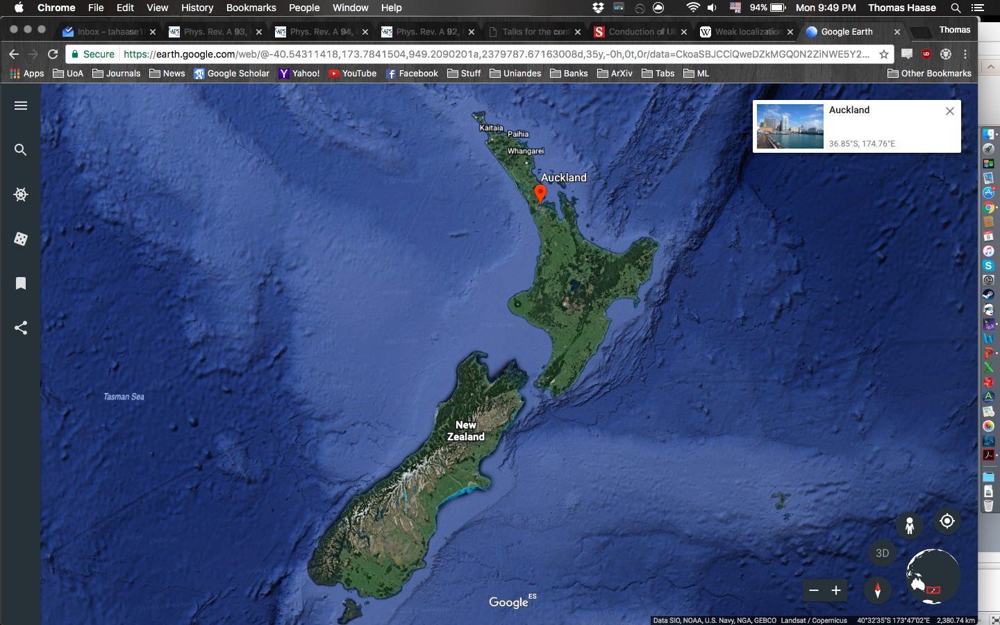 Chrome File Edit View History Bookmarks People Window Help 94% Mon 9:49 PM Thomas Haase
Inbox – tahaase1 Phys. Rev. A 93, Phys. Rev. A 94, Phys. Rev. A 92, Talks for the con Conduction of Ul Weak localizatio Google Earth Thomas
Secure https://earth.google.com/web/@-40.54311418,173.7841504,949.2090201a,2379787.67163008d,35y,-0h,0t,0r/data=CkoaSBJCCiQweDZkMGQ0N2ZiNWE5Y2...
Apps UoA Journals News Google Scholar Yahoo! YouTube Facebook Stuff Uniandes Banks ArXiv Tabs ML Other Bookmarks
Auckland
36.85°S, 174.76°E
Kaitaia
Paihia
Whangarei
Auckland
Tasman Sea
New
Zealand
3D
Google ES
Data SIO, NOAA, U.S. Navy, NGA, GEBCO Landsat / Copernicus 40°32'35"S 173°47'02"E 2,380.74 km